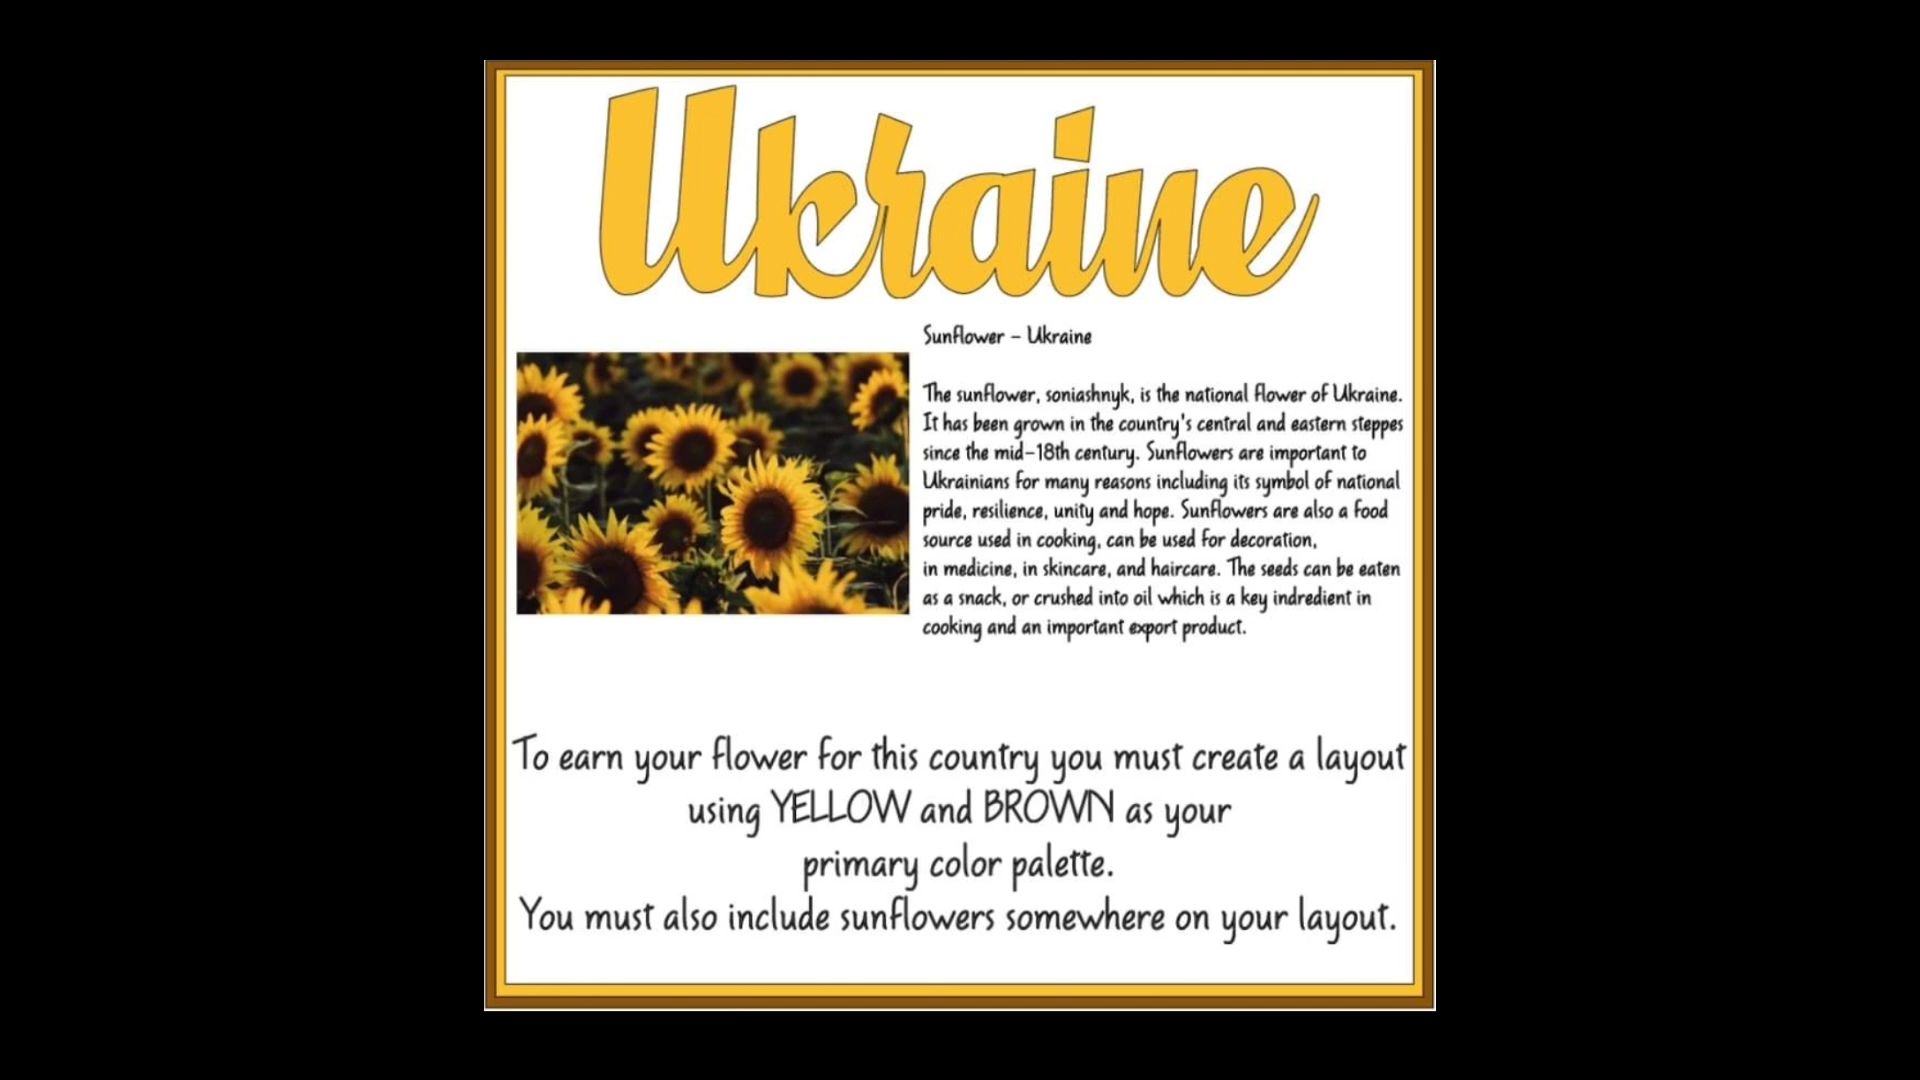 Ukraine
Sunflower - Ukraine
The sunflower, soniashnyk, is the national flower of Ukraine.
It has been grown in the country's central and eastern steppes
since the mid-18th century. Sunflowers are important to
Ukrainians for many reasons including its symbol of national
pride, resilience, unity and hope. Sunflowers are also a food
source used in cooking, can be used for decoration,
in medicine, in skincare, and haircare. The seeds can be eaten
as a snack, or crushed into oil which is a key indredient in
cooking and an important export product.
To earn your flower for this country you must create a layout
using YELLOW and BROWN as your
primary color palette.
You must also include sunflowers somewhere on your layout.